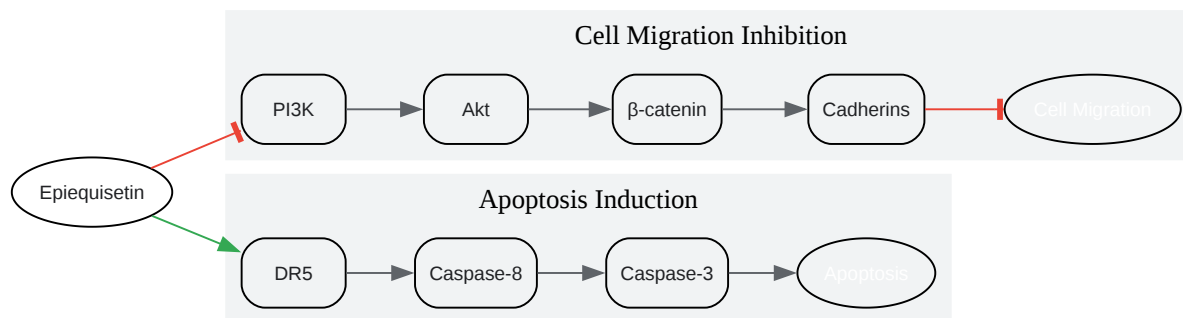 Cell Migration Inhibition
PI3K
Akt
β-catenin
Cadherins
Cell Migration
Epiequisetin
Apoptosis Induction
DR5
Caspase-8
Caspase-3
Apoptosis